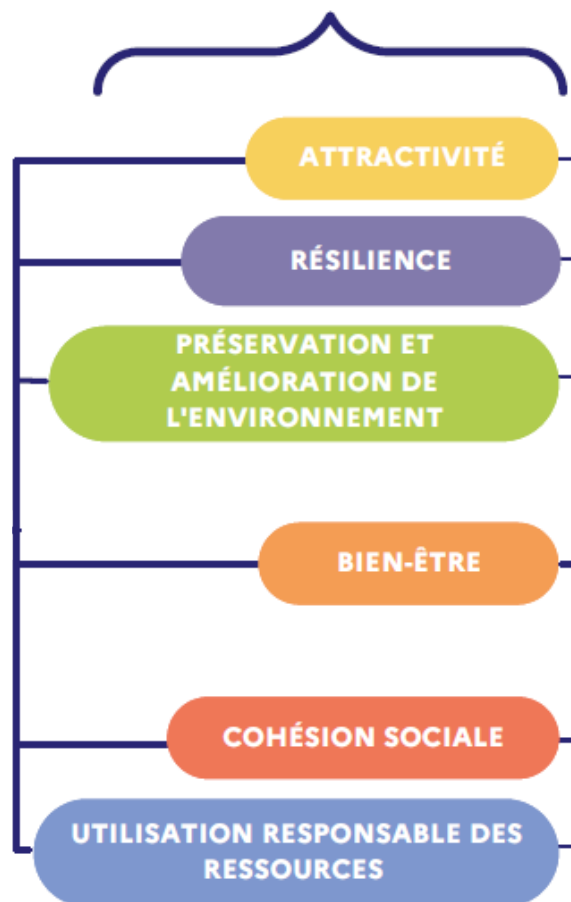 ATTRACTIVITÉ
RÉSILIENCE
PRÉSERVATION ET
AMÉLIORATION DE
L'ENVIRONNEMENT
BIEN-ÊTRE
COHÉSION SOCIALE
UTILISATION RESPONSABLE DES
RESSOURCES